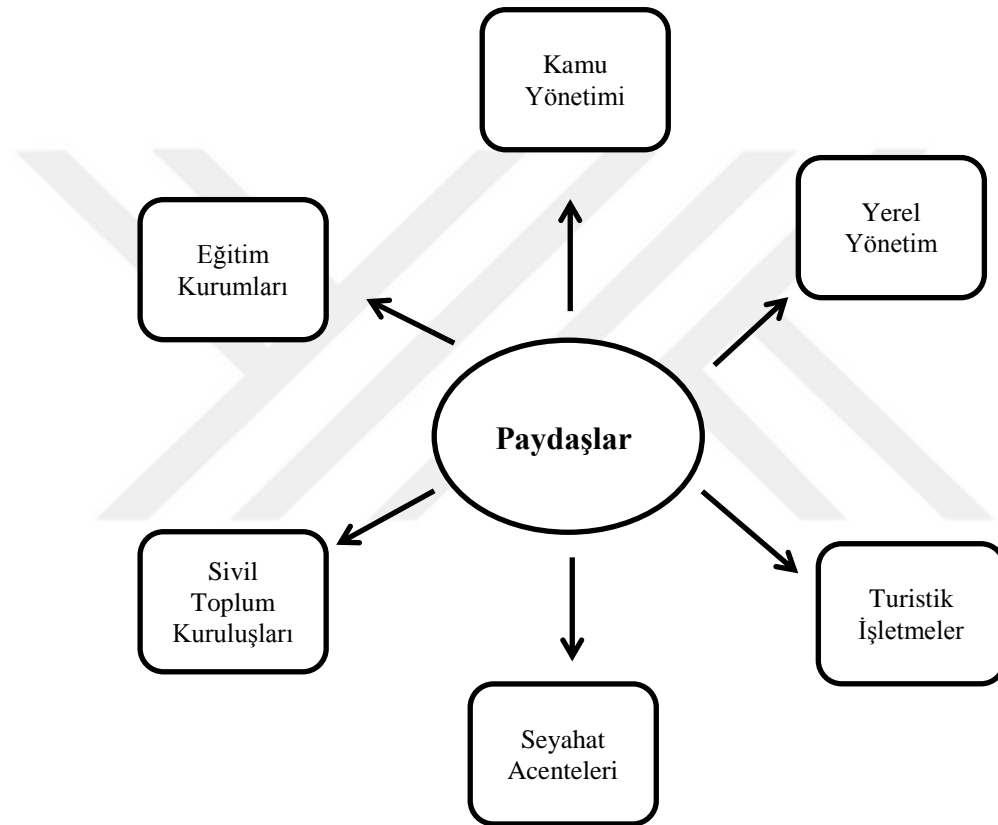 Kamu
Yönetimi
Yerel
Yönetim
Eğitim
Kurumları
Paydaşlar
Sivil
Toplum
Kuruluşları
Turistik
İşletmeler
Seyahat
Acenteleri